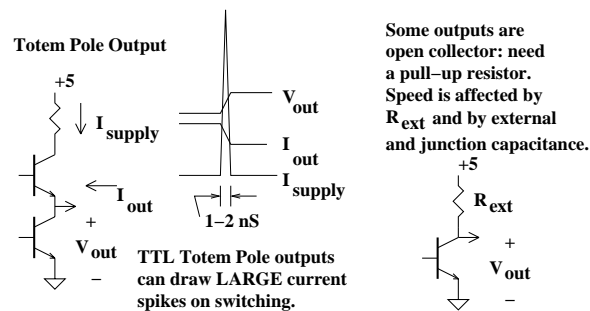 Totem Pole Output
+5
I supply
I out
+
V out
−
V out
I out
I supply
1−2 nS
TTL Totem Pole outputs
can draw LARGE current
spikes on switching.
Some outputs are
open collector: need
a pull−up resistor.
Speed is affected by
R ext and by external
and junction capacitance.
+5
R ext
+
V out
−